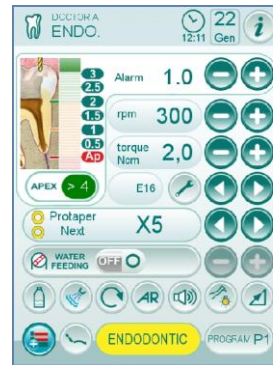 DOCTOR A
ENDO.
12:11
22
Gen
i
3
2.5
2
1.5
1
0.5
Ap
Alarm 1.0
rpm 300
torque
Ncm 2,0
APEX > 4
E16
Protaper
Next
X5
WATER
FEEDING
OFF
AR
ENDODONTIC
PROGRAM P1